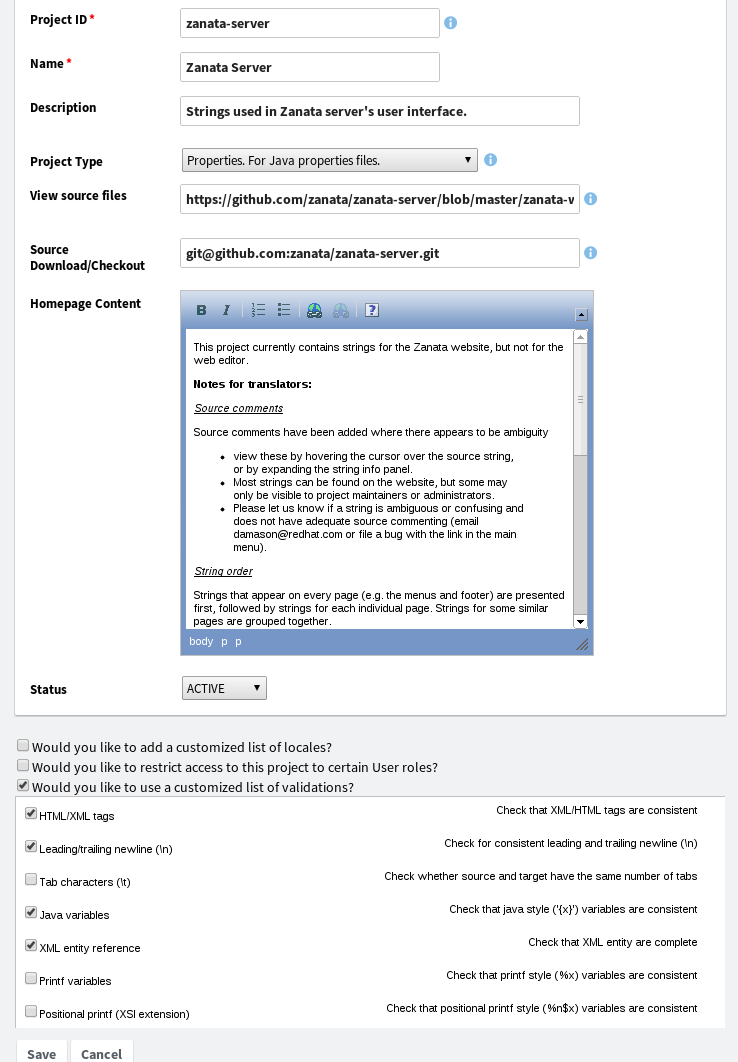 Project ID *
zanata-server
Name *
Zanata Server
Description
Strings used in Zanata server's user interface.
Project Type
Properties. For Java properties files.
View source files
https://github.com/zanata/zanata-server/blob/master/zanata-
Source
Download/Checkout
git@github.com:zanata/zanata-server.git
Homepage Content
B I ?
This project currently contains strings for the Zanata website, but not for the
web editor.
Notes for translators:
Source comments
Source comments have been added where there appears to be ambiguity
• view these by hovering the cursor over the source string,
or by expanding the string info panel.
• Most strings can be found on the website, but some may
only be visible to project maintainers or administrators.
• Please let us know if a string is ambiguous or confusing and
does not have adequate source commenting (email
damason@redhat.com or file a bug with the link in the main
menu).
String order
Strings that appear on every page (e.g. the menus and footer) are presented
first, followed by strings for each individual page. Strings for some similar
pages are grouped together.
body p p
Status
ACTIVE
Would you like to add a customized list of locales?
Would you like to restrict access to this project to certain User roles?
Would you like to use a customized list of validations?
HTML/XML tags Check that XML/HTML tags are consistent
Leading/trailing newline (\n) Check for consistent leading and trailing newline (\n)
Tab characters (\t) Check whether source and target have the same number of tabs
Java variables Check that java style ('{x}') variables are consistent
XML entity reference Check that XML entity are complete
Printf variables Check that printf style (%x) variables are consistent
Positional printf (XSI extension) Check that positional printf style (%n$x) variables are consistent
Save Cancel